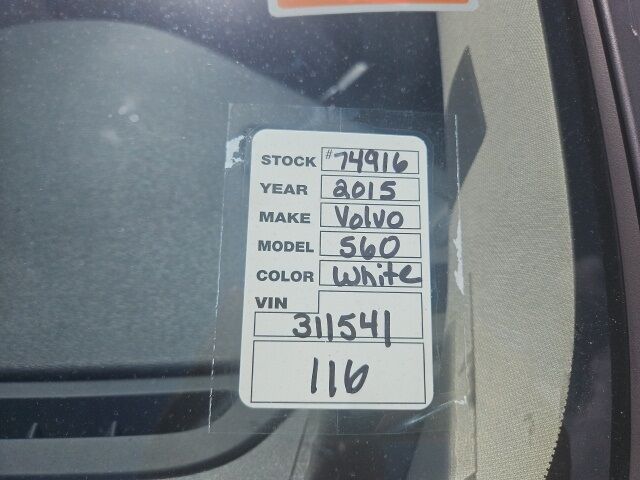 STOCK #74916
YEAR 2015
MAKE Volvo
MODEL S60
COLOR White
VIN
311541
116